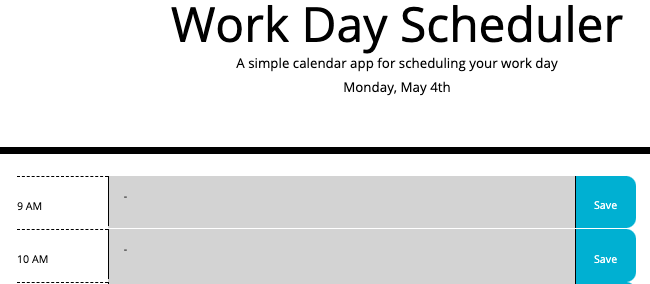 Work Day Scheduler
A simple calendar app for scheduling your work day
Monday, May 4th
9 AM - Save
10 AM - Save